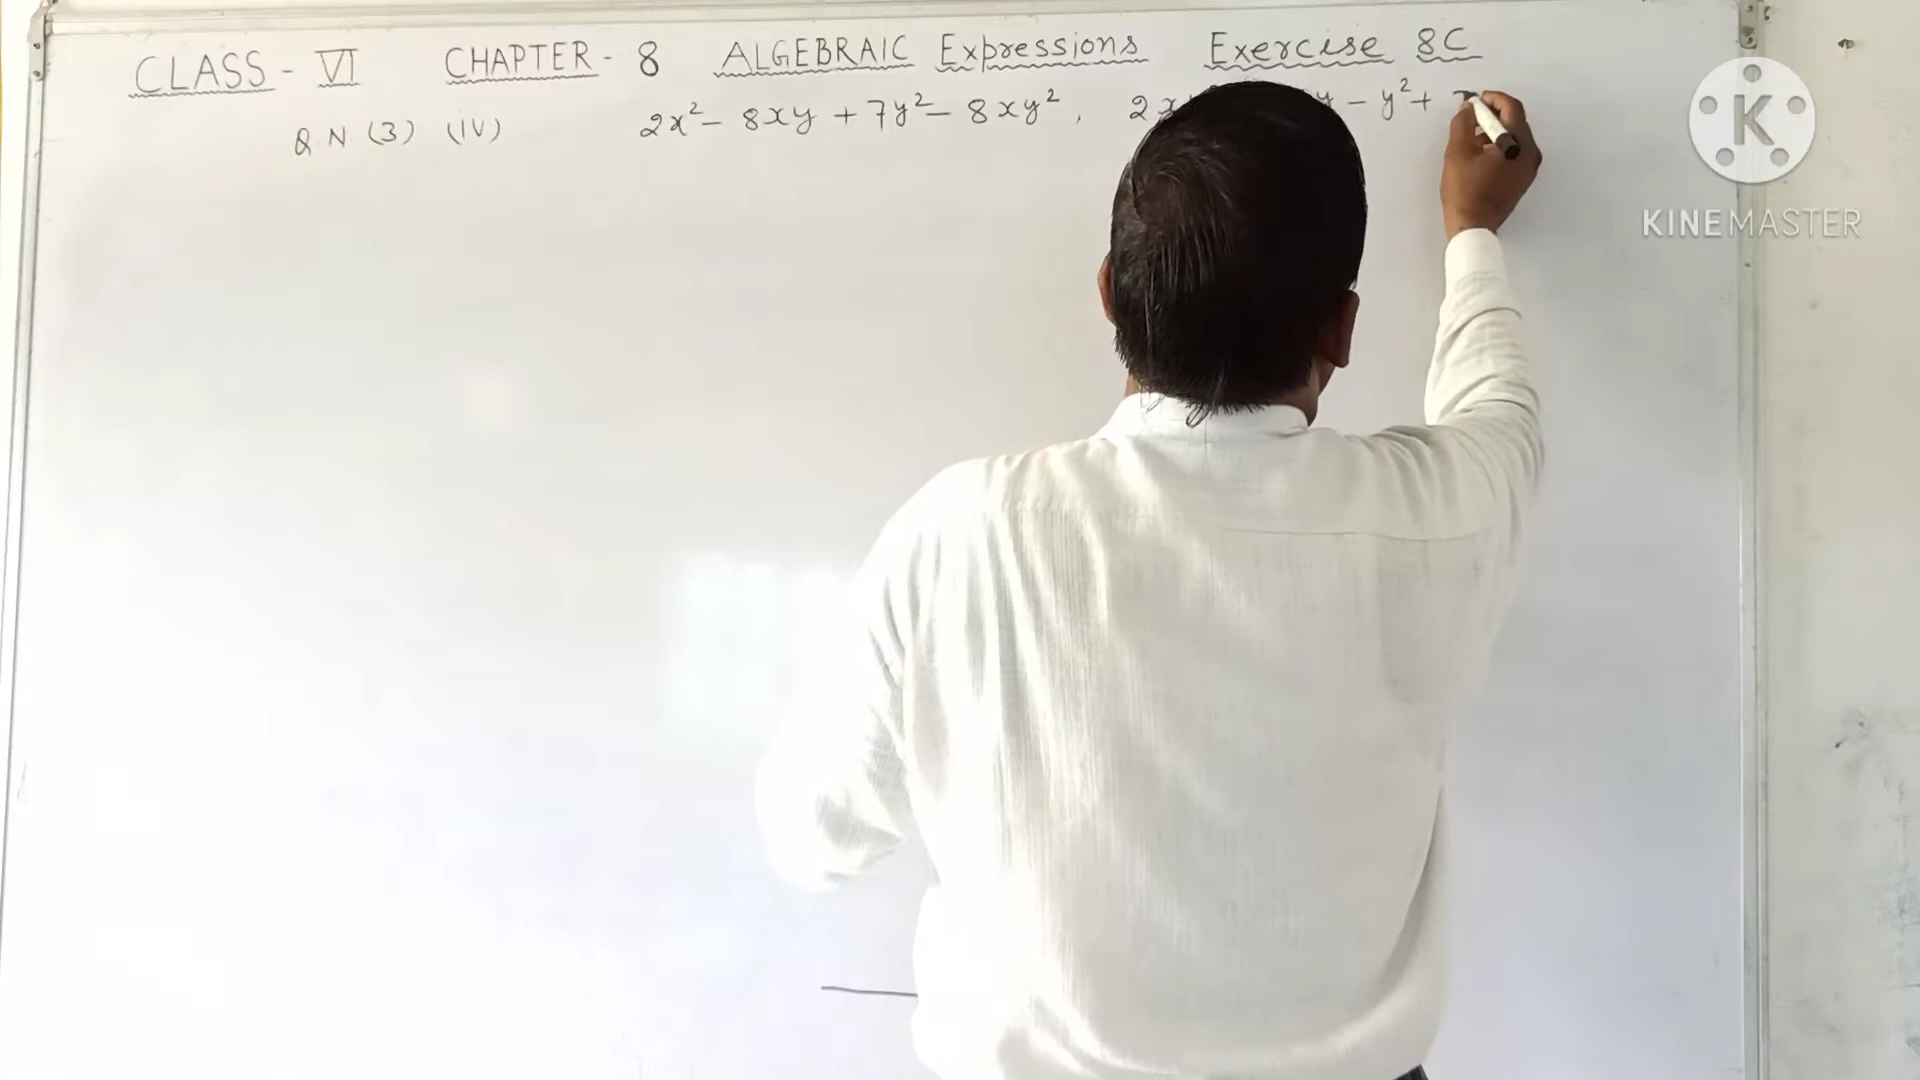 CLASS - VI CHAPTER - 8 ALGEBRAIC Expressions Exercise 8C
Q N (3) (iv) 2x² - 8xy + 7y² - 8xy² , 2x y - y² +
K
KINEMASTER